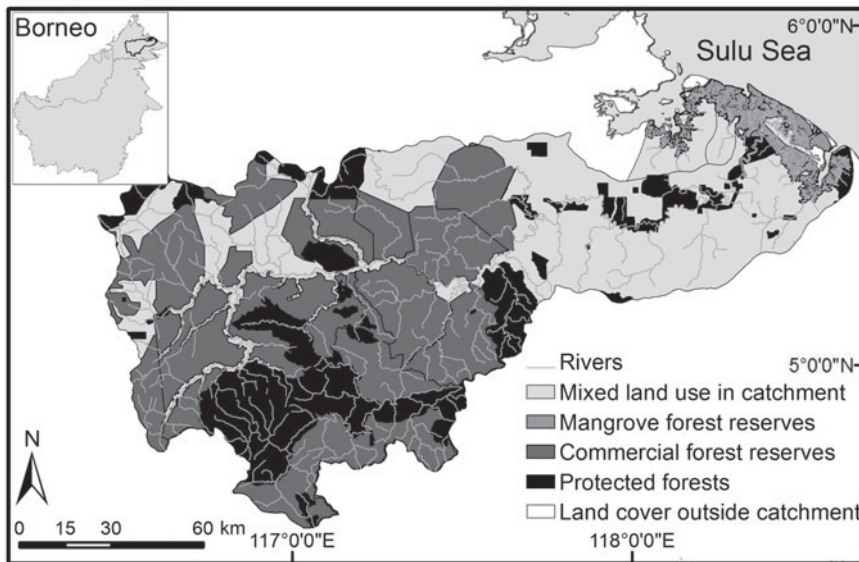 Borneo
6°0'0"N
Sulu Sea
5°0'0"N
Rivers
Mixed land use in catchment
Mangrove forest reserves
Commercial forest reserves
Protected forests
Land cover outside catchment
N
0 15 30 60 km
117°0'0"E
118°0'0"E